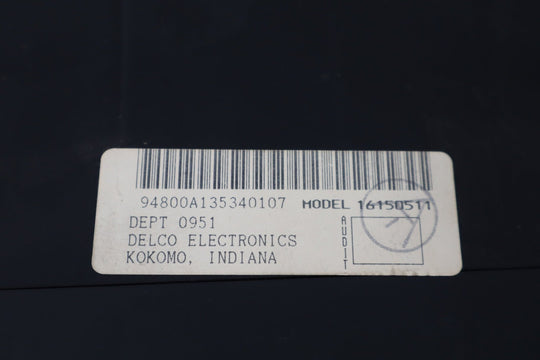 94800A135340107 MODEL 16150511
DEPT 0951
DELCO ELECTRONICS
KOKOMO, INDIANA
AUDIT